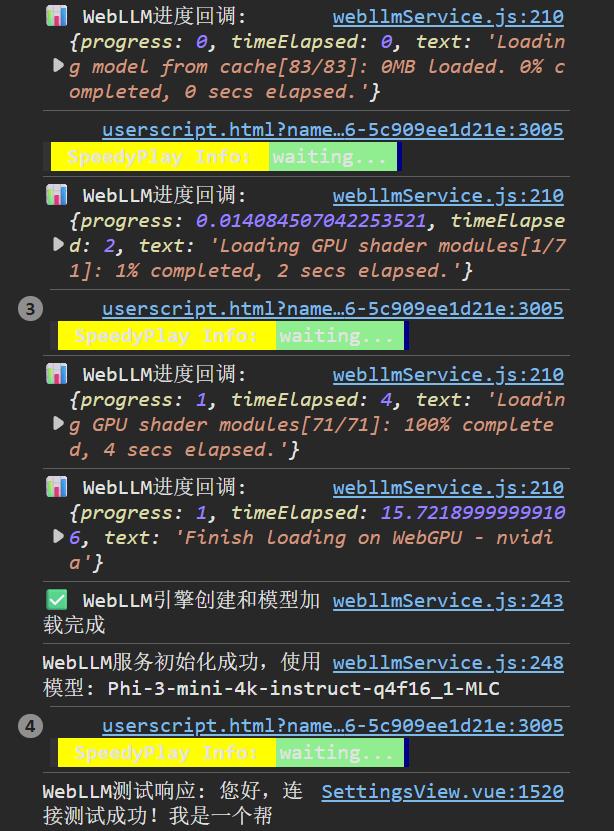 📊 WebLLM进度回调: webllmService.js:210
{progress: 0, timeElapsed: 0, text: 'Loadin
g model from cache[83/83]: 0MB loaded. 0% c
ompleted, 0 secs elapsed.'}
userscript.html?name…6-5c909ee1d21e:3005
SpeedyPlay Info: waiting...
📊 WebLLM进度回调: webllmService.js:210
{progress: 0.014084507042253521, timeElapse
d: 2, text: 'Loading GPU shader modules[1/7
1]: 1% completed, 2 secs elapsed.'}
3 userscript.html?name…6-5c909ee1d21e:3005
SpeedyPlay Info: waiting...
📊 WebLLM进度回调: webllmService.js:210
{progress: 1, timeElapsed: 4, text: 'Loadin
g GPU shader modules[71/71]: 100% complete
d, 4 secs elapsed.'}
📊 WebLLM进度回调: webllmService.js:210
{progress: 1, timeElapsed: 15.7218999999910
6, text: 'Finish loading on WebGPU - nvidi
a'}
✅ WebLLM引擎创建和模型加 webllmService.js:243
载完成
WebLLM服务初始化成功，使用 webllmService.js:248
模型: Phi-3-mini-4k-instruct-q4f16_1-MLC
4 userscript.html?name…6-5c909ee1d21e:3005
SpeedyPlay Info: waiting...
WebLLM测试响应: 您好，连 SettingsView.vue:1520
接测试成功！我是一个帮